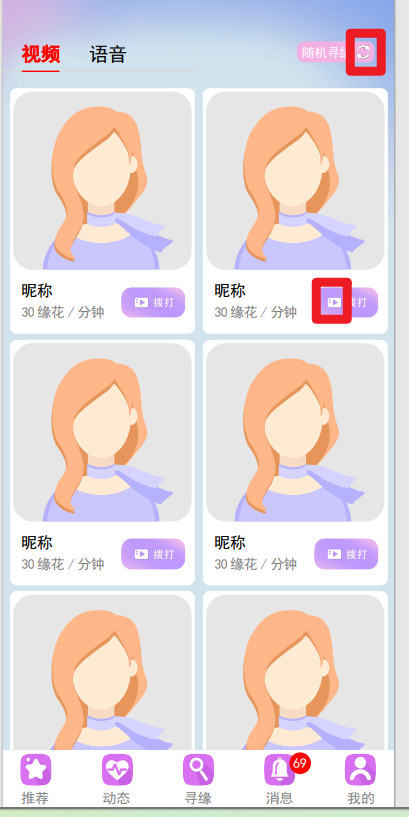 视频 语音 随机寻
昵称 昵称
30 缘花 / 分钟 拨打 30 缘花 / 分钟 拨打
昵称 昵称
30 缘花 / 分钟 拨打 30 缘花 / 分钟 拨打
69
推荐 动态 寻缘 消息 我的